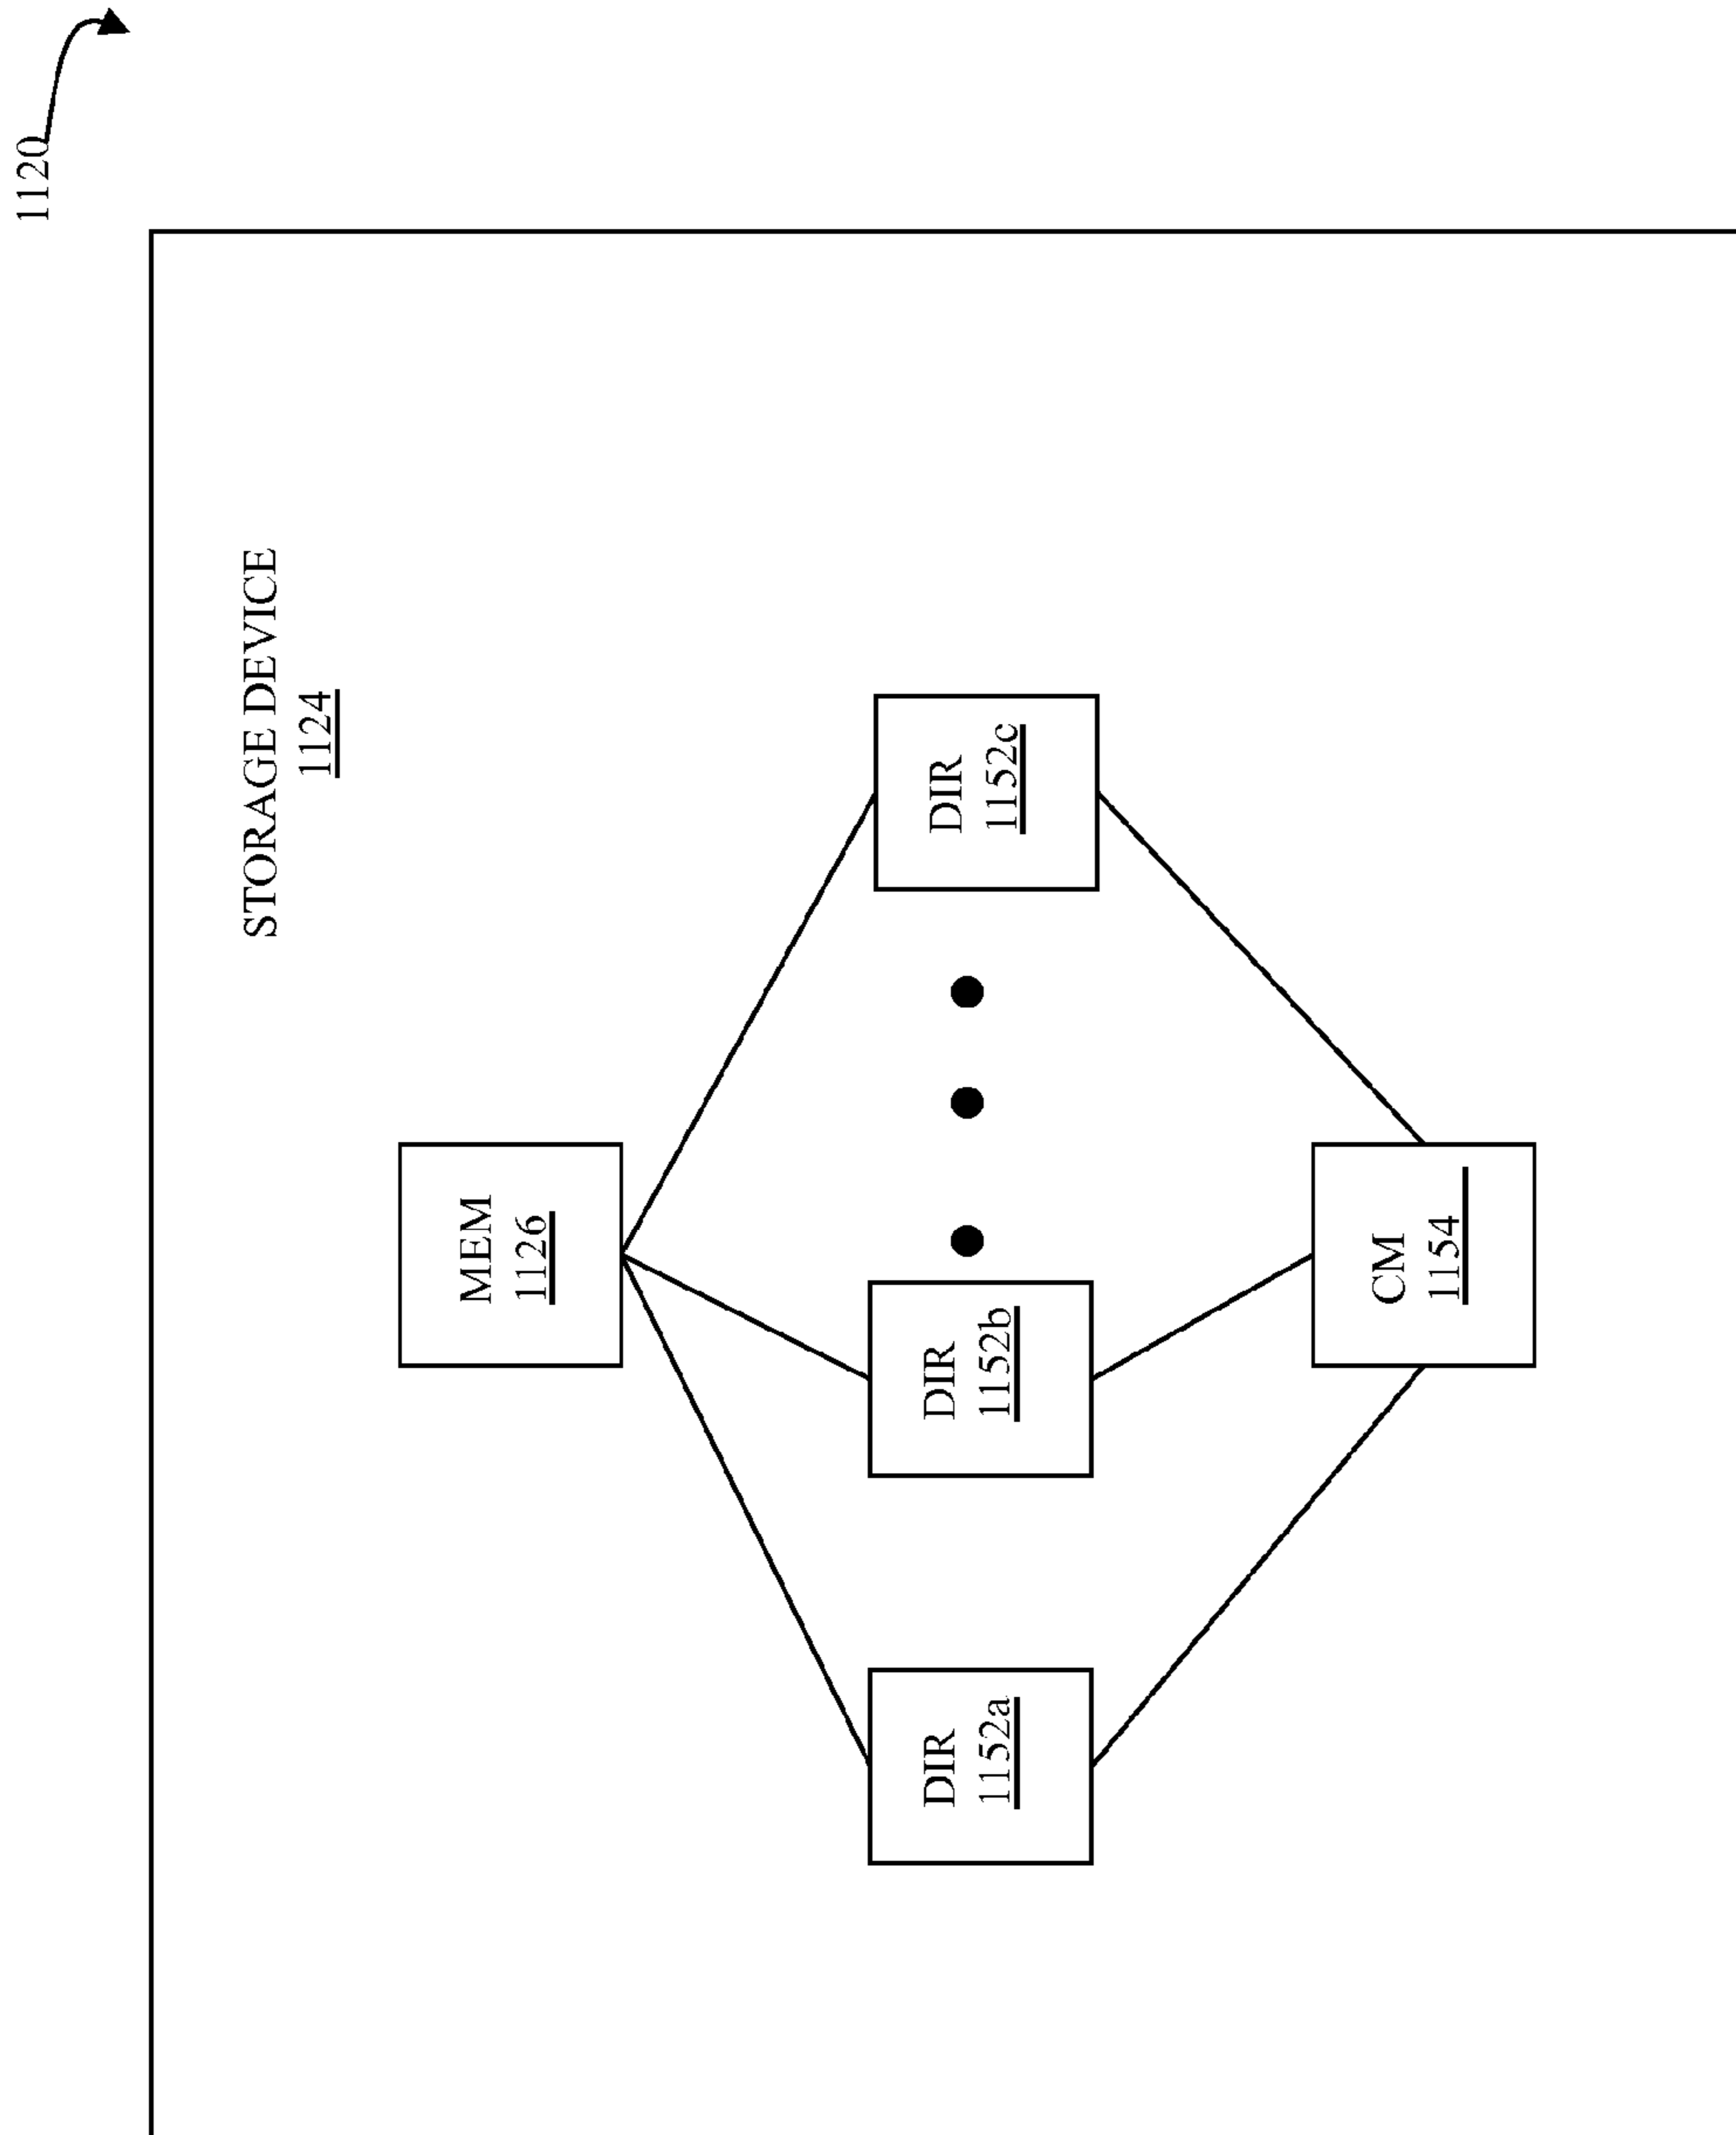 1120
STORAGE DEVICE
1124
MEM
1126
DIR
1152a
DIR
1152b
DIR
1152c
CM
1154